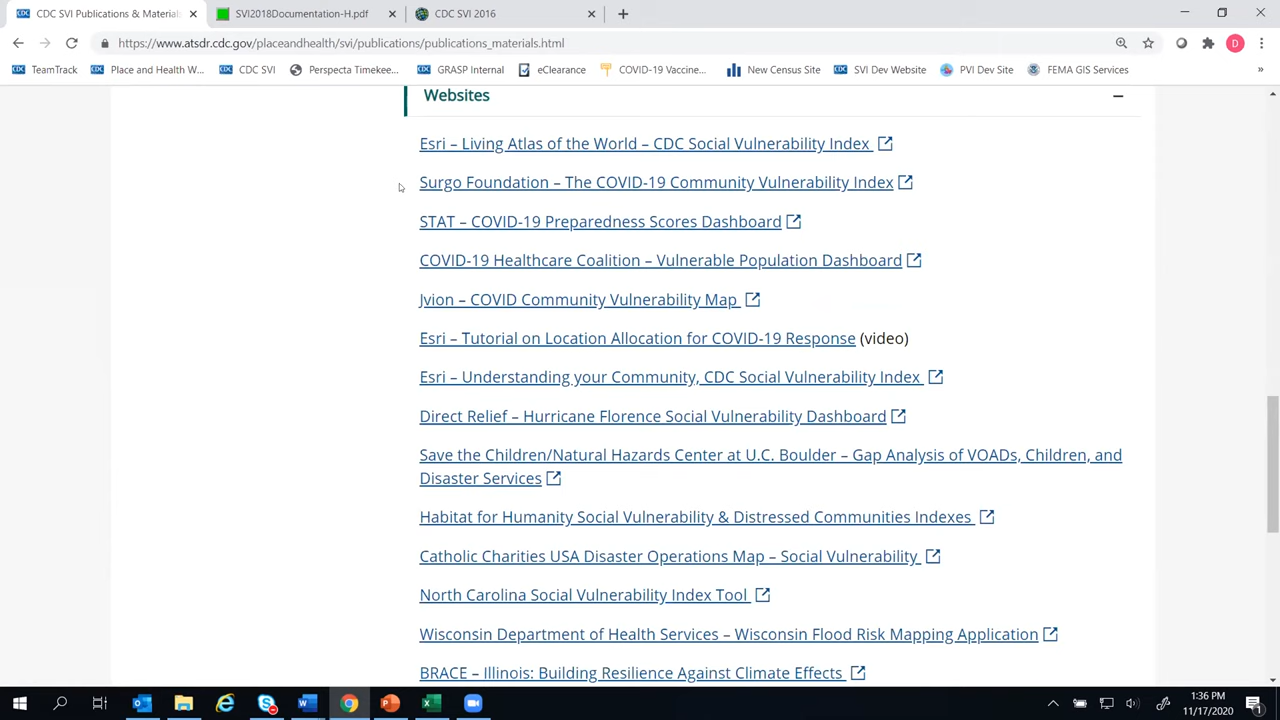 CDC SVI Publications & Materials
SVI2018Documentation-H.pdf
CDC SVI 2016
https://www.atsdr.cdc.gov/placeandhealth/svi/publications/publications_materials.html
D
TeamTrack
Place and Health W...
CDC SVI
Perspecta Timekee...
GRASP Internal
eClearance
COVID-19 Vaccine...
New Census Site
SVI Dev Website
PVI Dev Site
FEMA GIS Services
»
Websites
Esri – Living Atlas of the World – CDC Social Vulnerability Index
Surgo Foundation – The COVID-19 Community Vulnerability Index
STAT – COVID-19 Preparedness Scores Dashboard
COVID-19 Healthcare Coalition – Vulnerable Population Dashboard
Jvion – COVID Community Vulnerability Map
Esri – Tutorial on Location Allocation for COVID-19 Response (video)
Esri – Understanding your Community, CDC Social Vulnerability Index
Direct Relief – Hurricane Florence Social Vulnerability Dashboard
Save the Children/Natural Hazards Center at U.C. Boulder – Gap Analysis of VOADs, Children, and
Disaster Services
Habitat for Humanity Social Vulnerability & Distressed Communities Indexes
Catholic Charities USA Disaster Operations Map – Social Vulnerability
North Carolina Social Vulnerability Index Tool
Wisconsin Department of Health Services – Wisconsin Flood Risk Mapping Application
BRACE – Illinois: Building Resilience Against Climate Effects
1:36 PM
11/17/2020